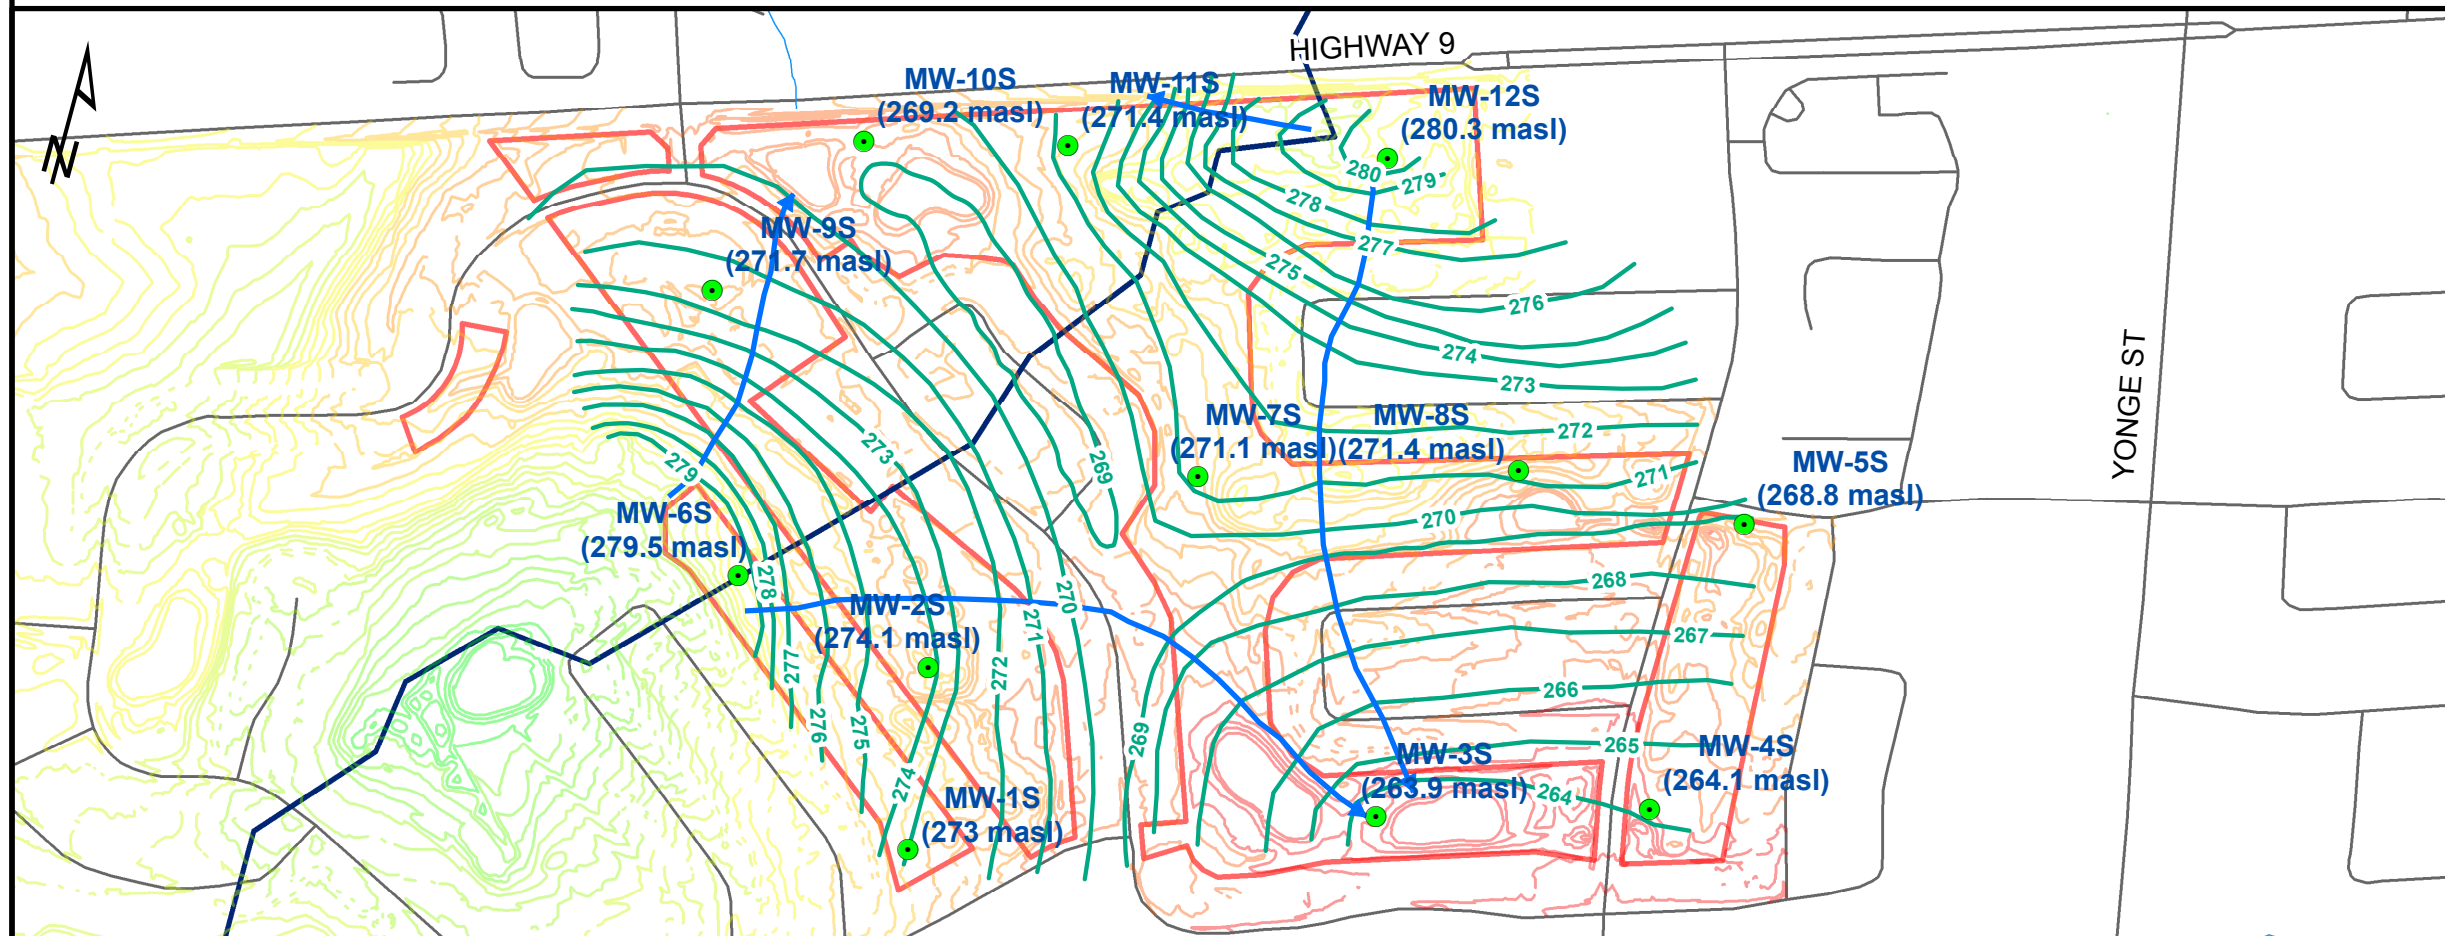 HIGHWAY 9
MW-10S
(269.2 masl)
MW-11S
(271.4 masl)
MW-12S
(280.3 masl)
N
280
279
278
277
MW-9S
(271.7 masl)
275
276
274
273
YONGE ST
MW-7S
(271.1 masl)
MW-8S
(271.4 masl)
272
273
279
269
271
MW-5S
(268.8 masl)
MW-6S
(279.5 masl)
270
278
268
MW-2S
(274.1 masl)
270
271
267
277
272
266
276
275
269
265
MW-3S
(263.9 masl)
MW-4S
(264.1 masl)
274
264
MW-1S
(273 masl)